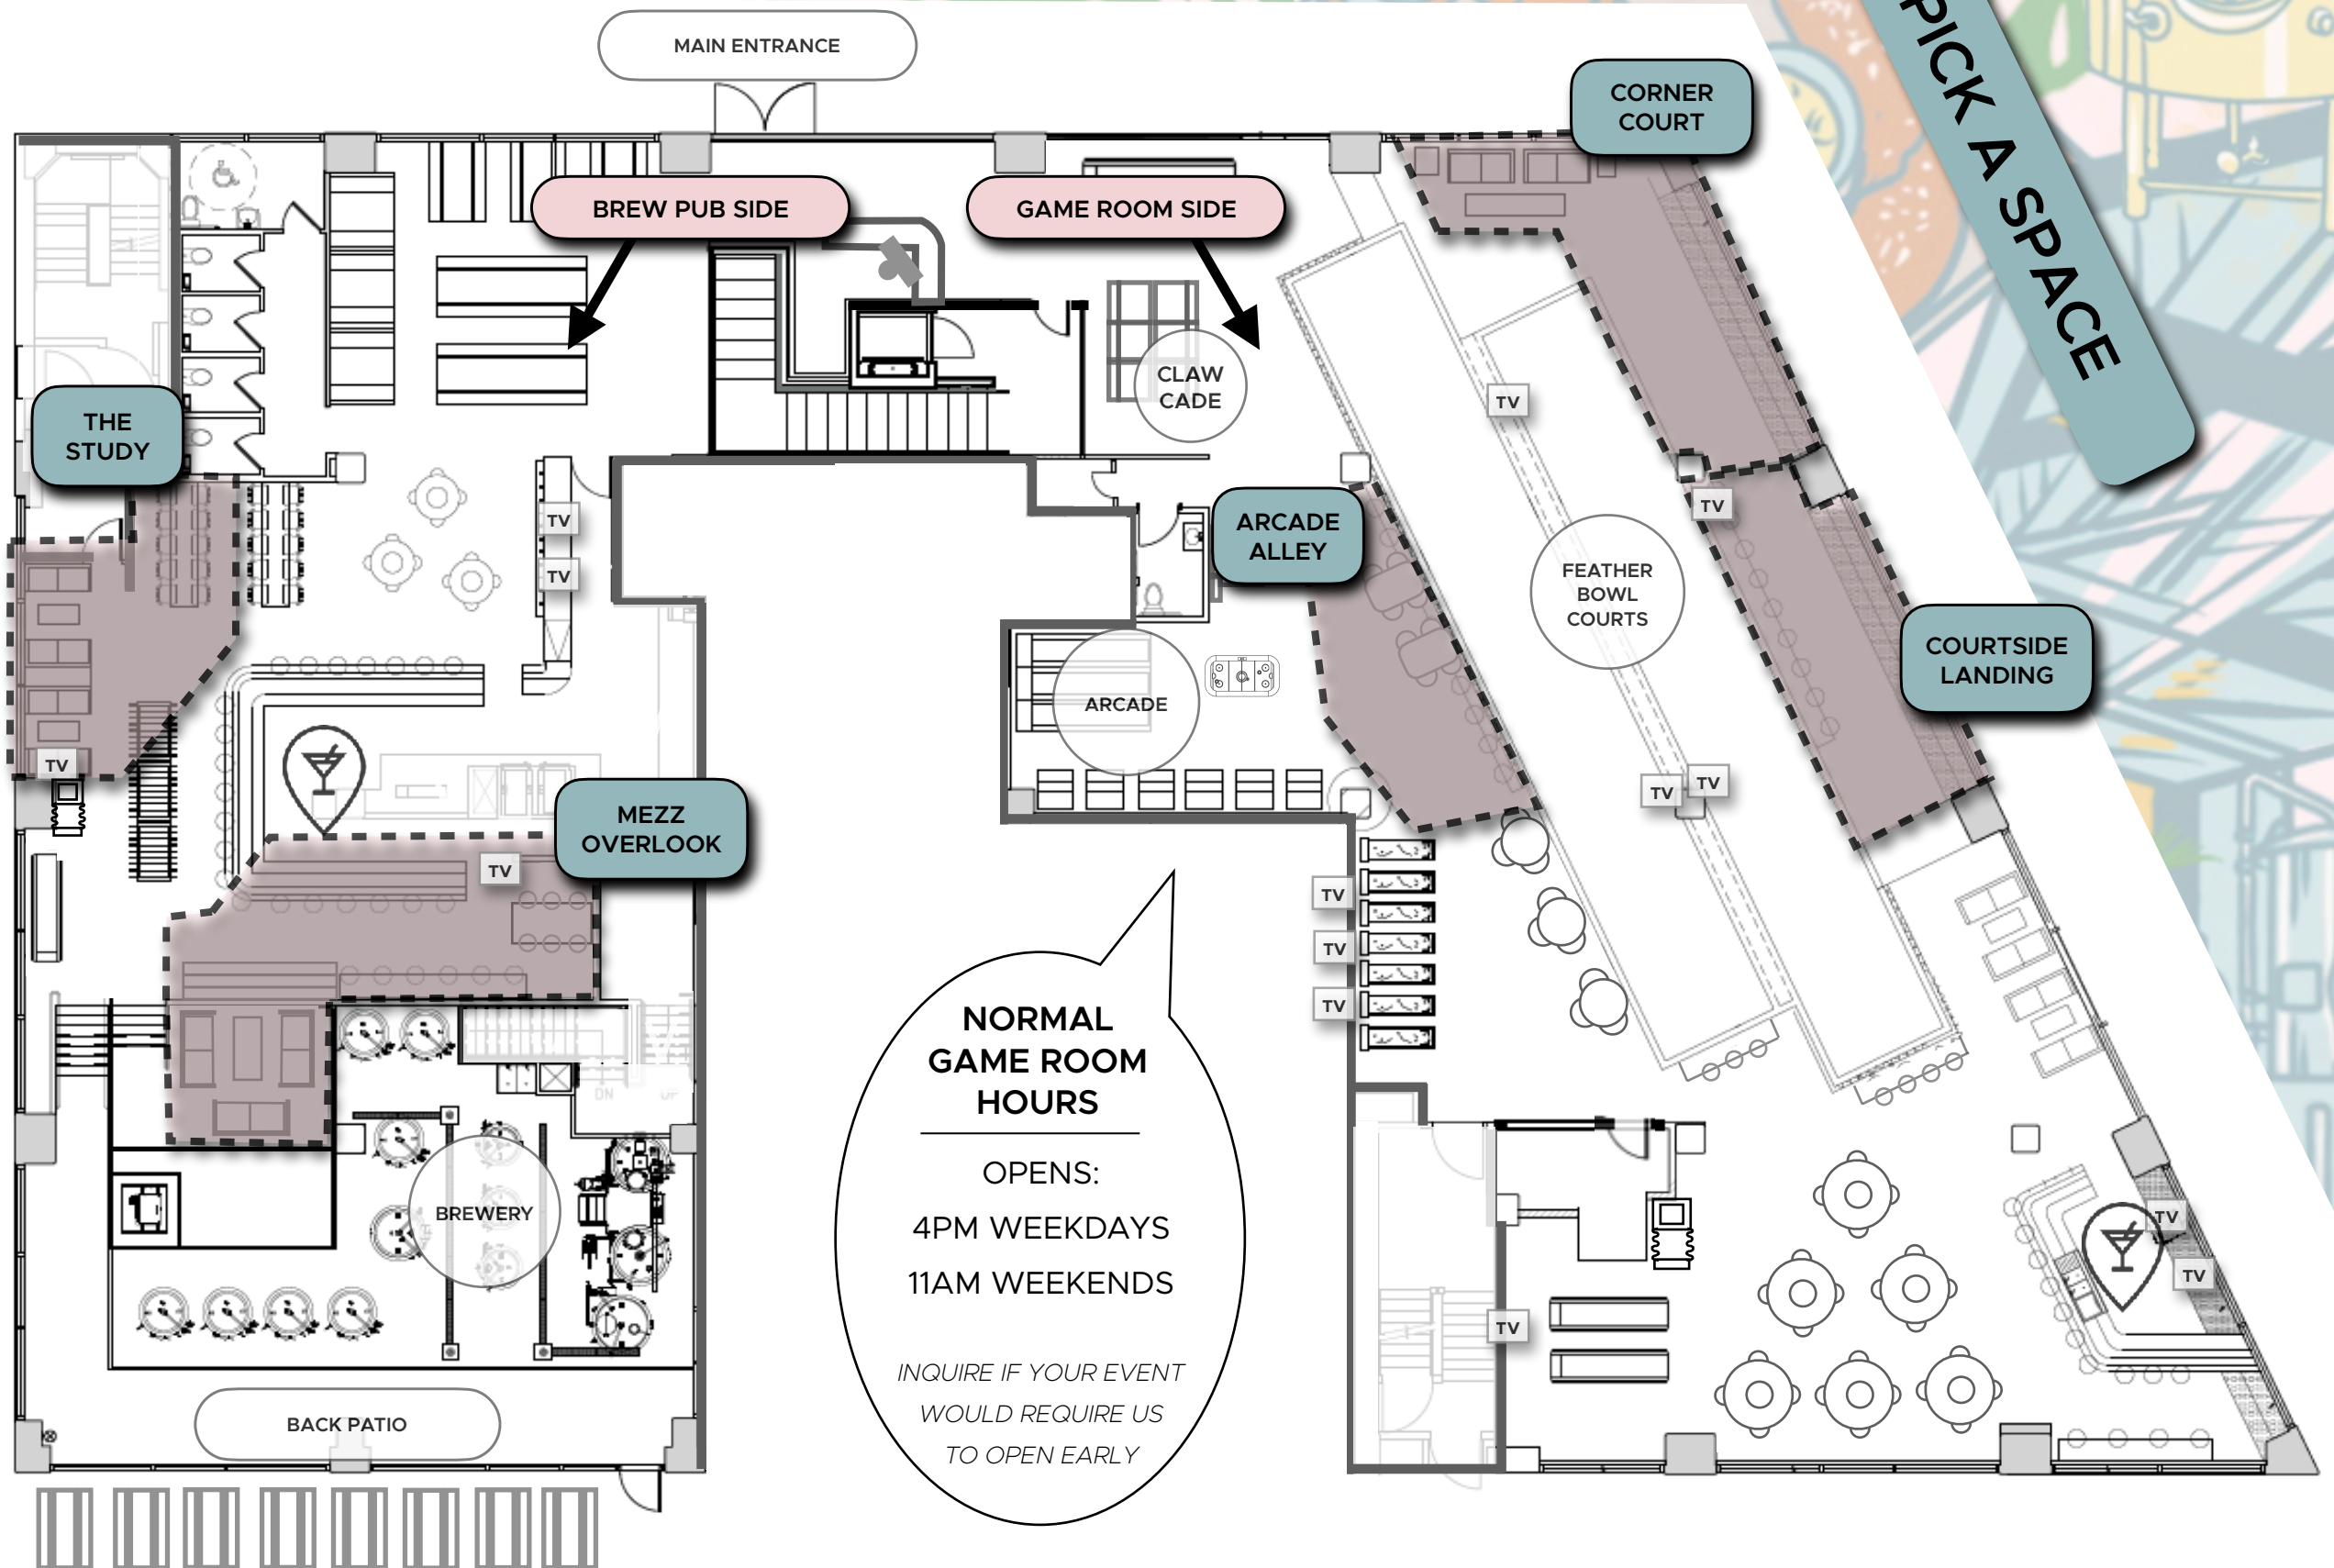 MAIN ENTRANCE
PICK A SPACE
CORNER
COURT
BREW PUB SIDE
GAME ROOM SIDE
CLAW
CADE
TV
THE
STUDY
TV
TV
TV
ARCADE
ALLEY
FEATHER
BOWL
COURTS
COURTSIDE
LANDING
ARCADE
TV
TV
TV
MEZZ
OVERLOOK
TV
TV
TV
TV
NORMAL
GAME ROOM
HOURS
OPENS:
4PM WEEKDAYS
11AM WEEKENDS
INQUIRE IF YOUR EVENT
WOULD REQUIRE US
TO OPEN EARLY
DN
UP
BREWERY
TV
TV
TV
BACK PATIO